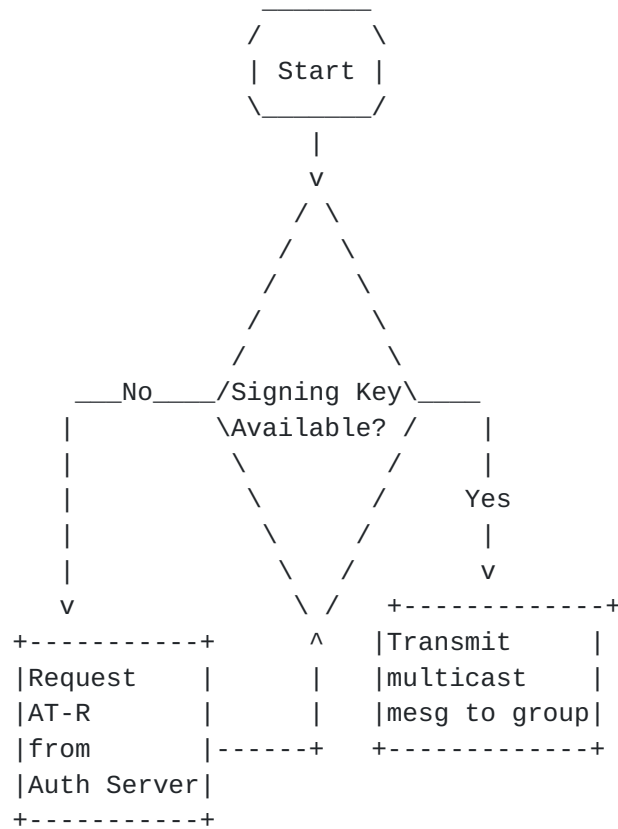 Start
No
Signing Key
Available?
Yes
Request
AT-R
from
Auth Server
Transmit
multicast
mesg to group